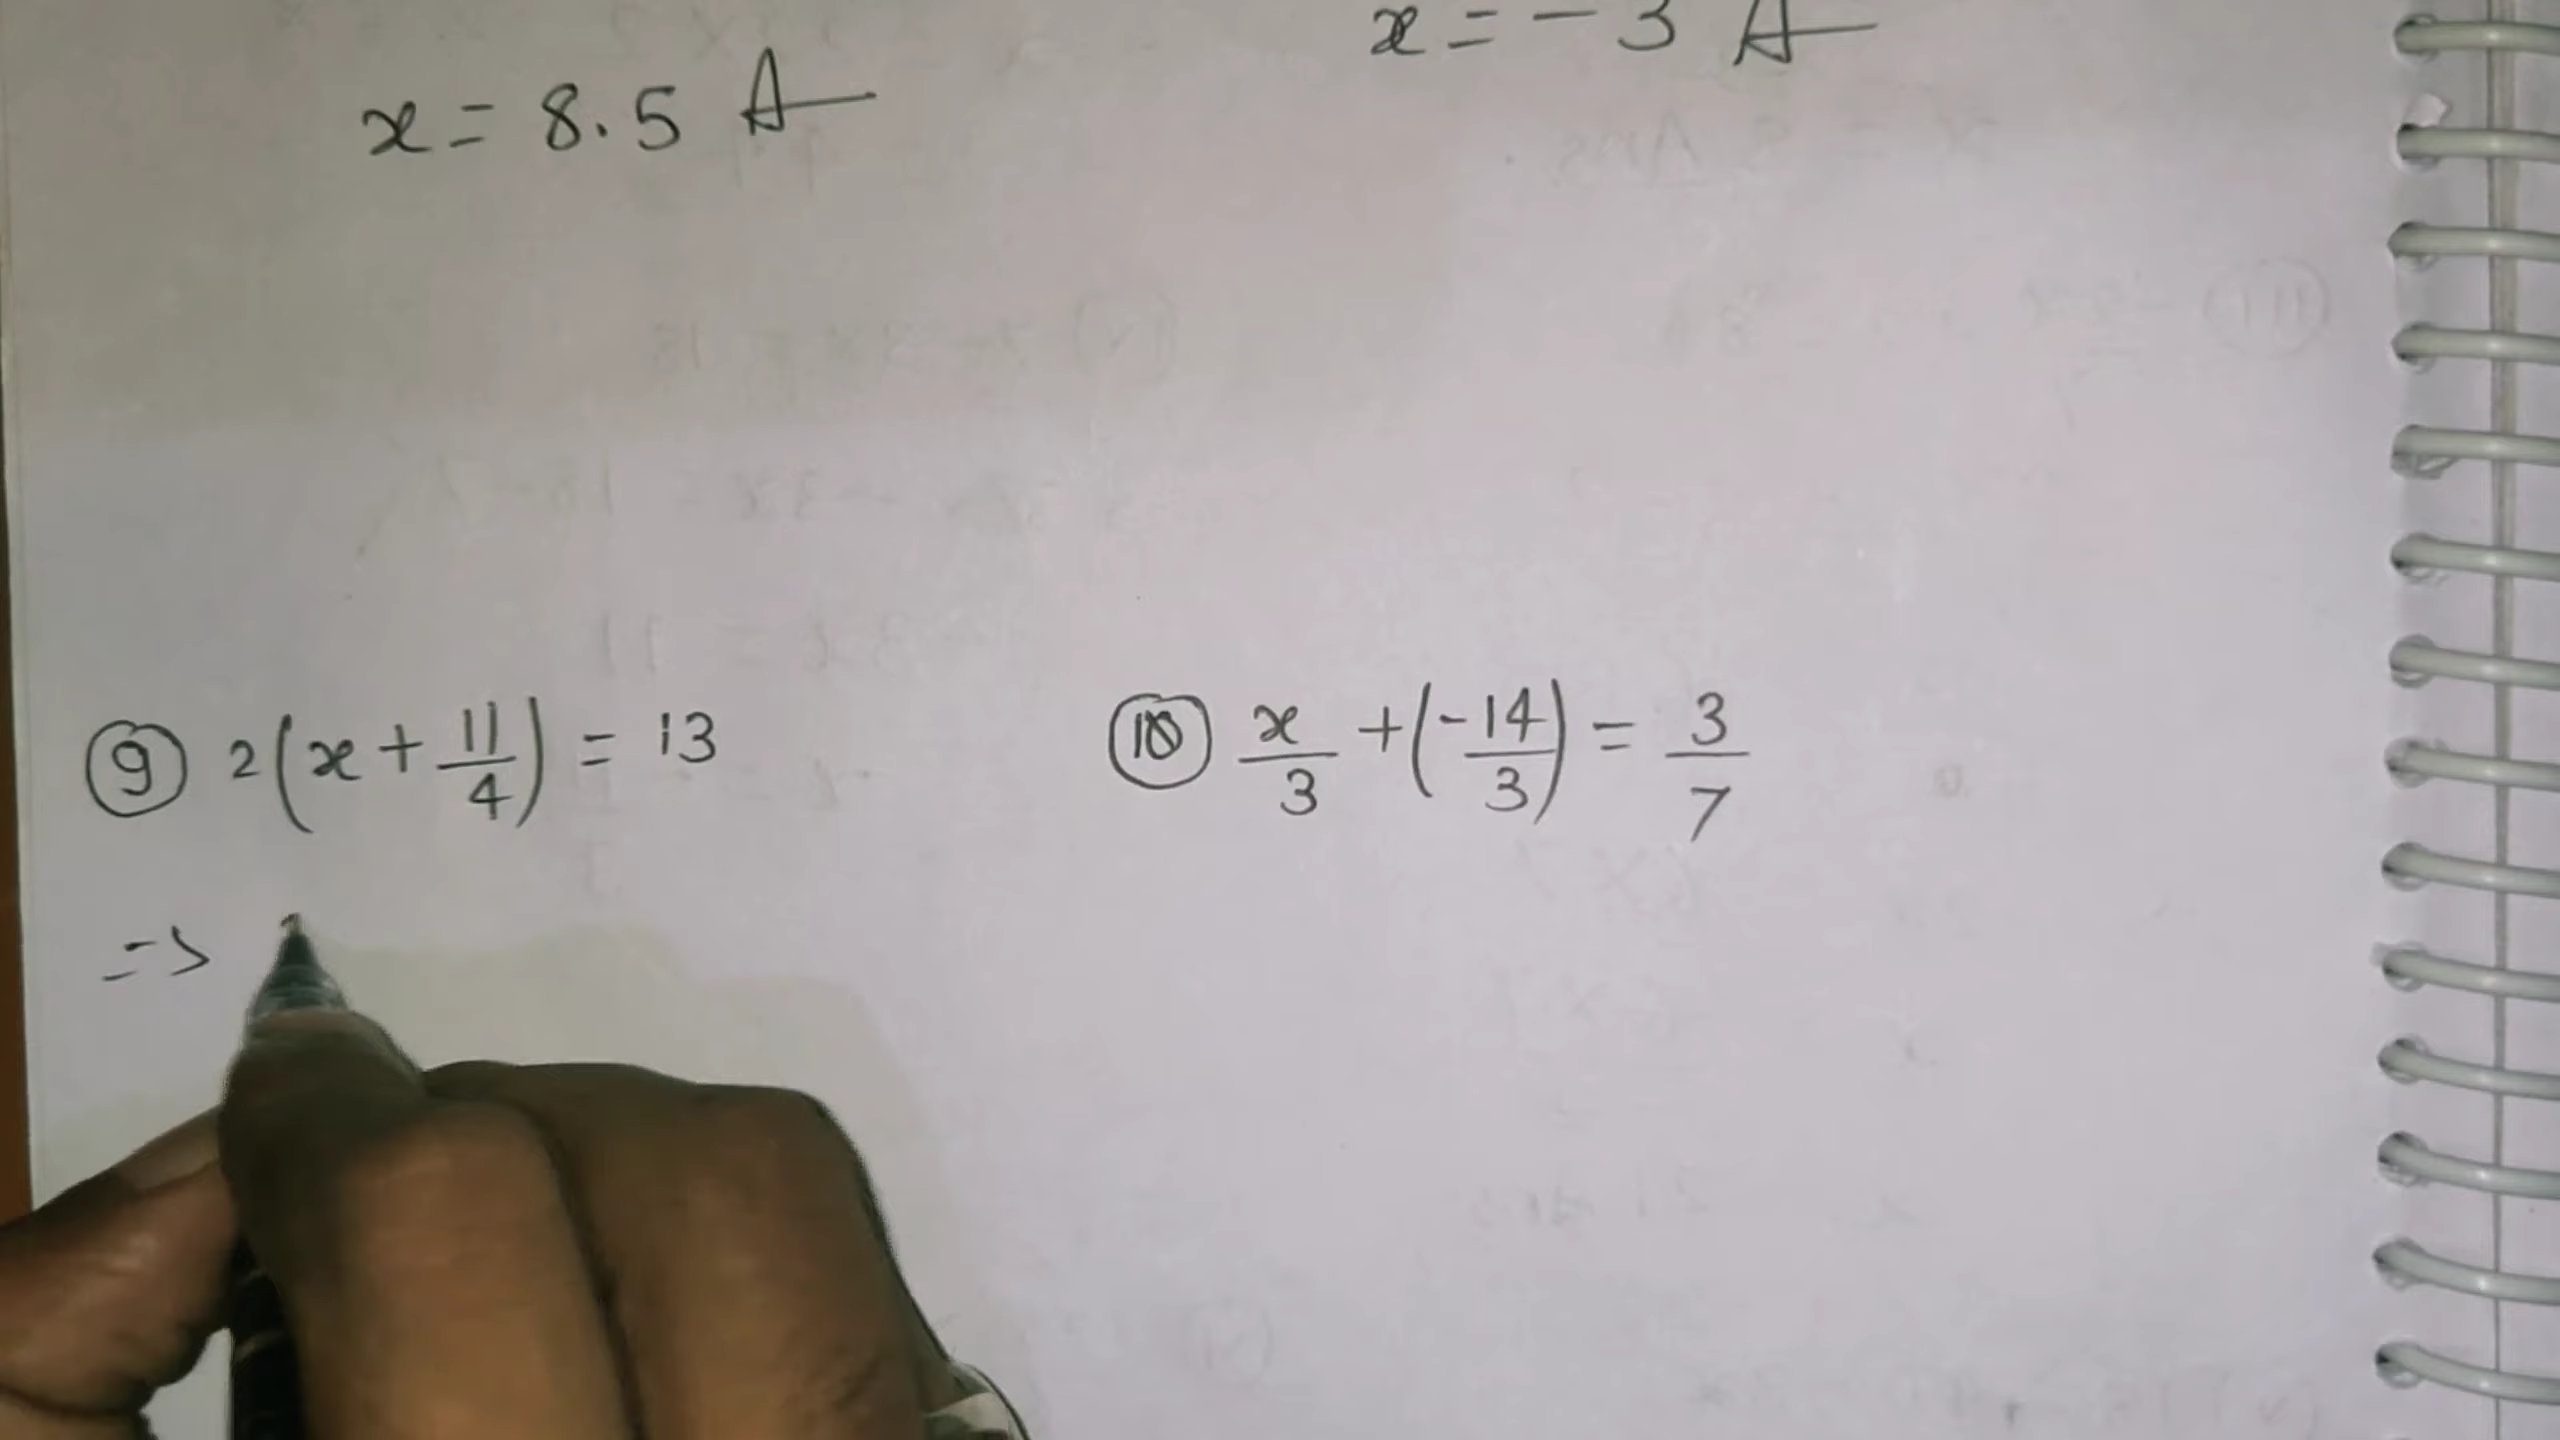 x = 8.5 A
x = -3 A
⑨ 2(x + 11/4) = 13
⑩ x/3 + (-14/3) = 3/7
=>